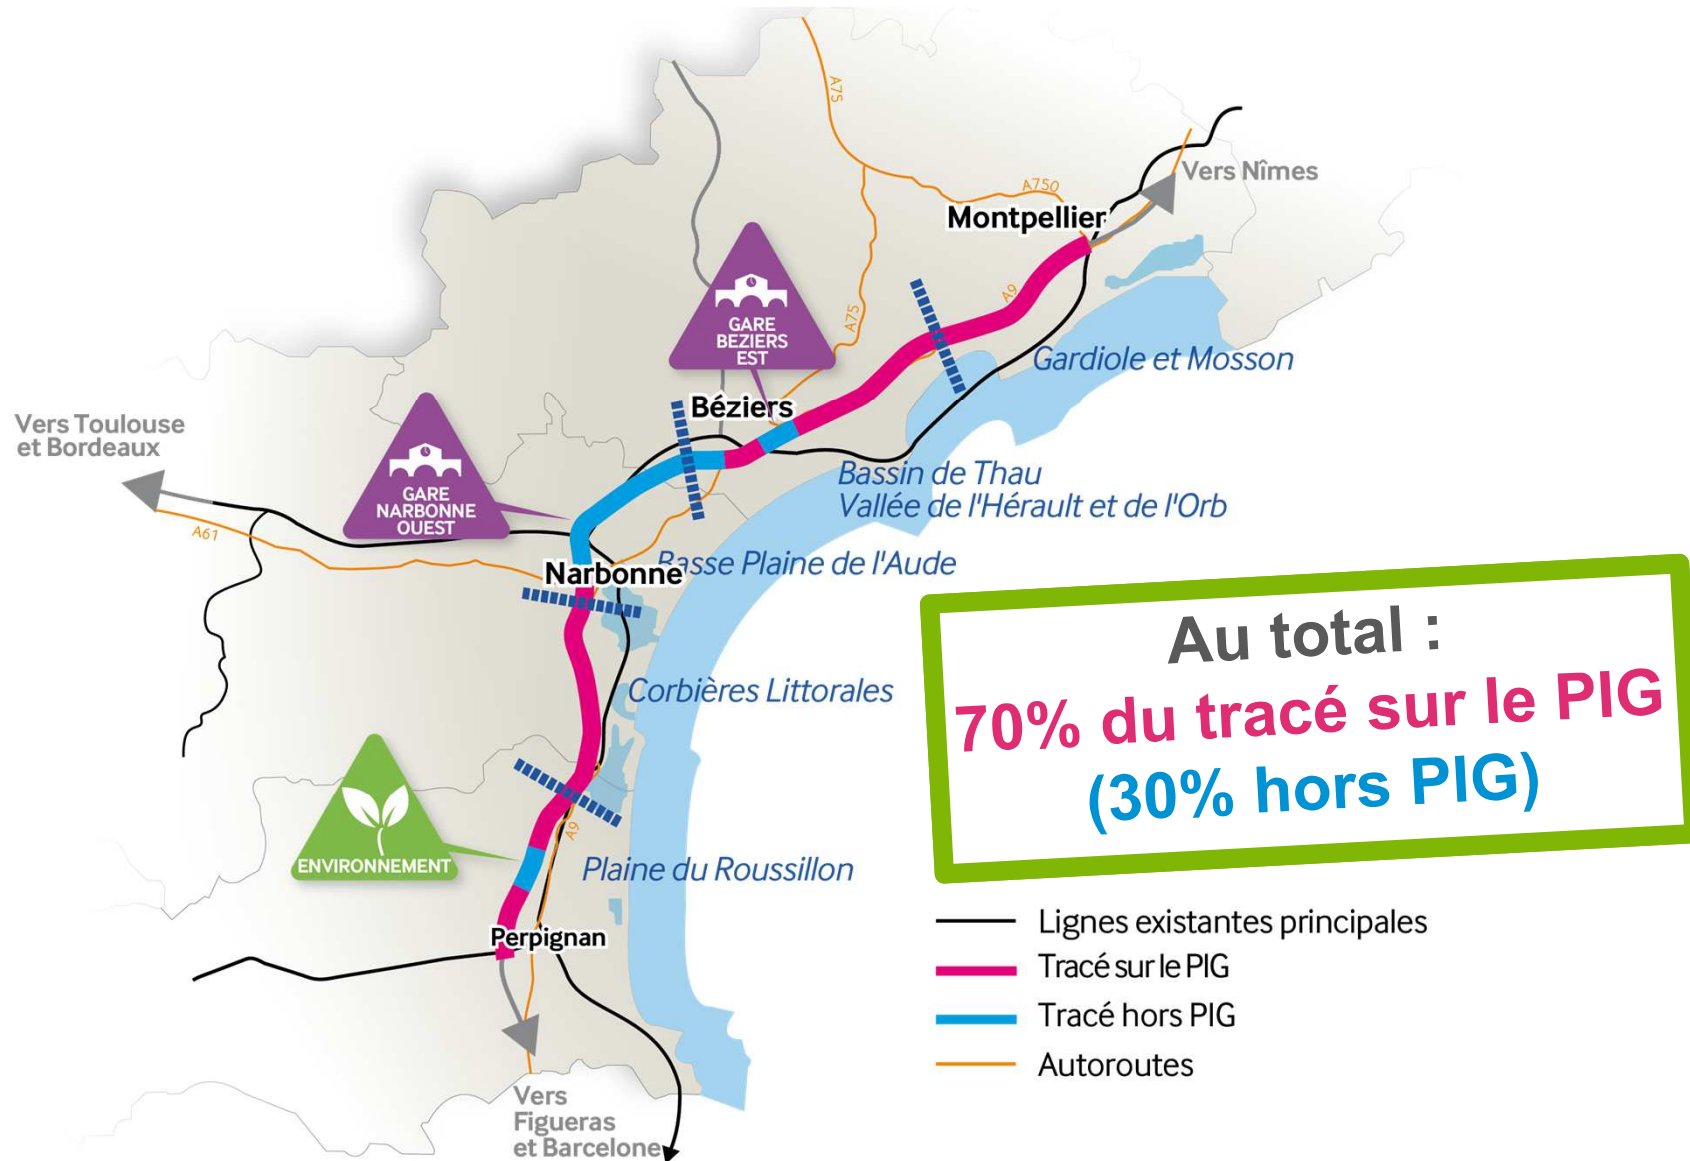 A75
Vers Nîmes
A750
Montpellier
A9
A75
GARE
BEZIERS
EST
Gardiole et Mosson
Béziers
Vers Toulouse
et Bordeaux
Bassin de Thau
Vallée de l'Hérault et de l'Orb
GARE
NARBONNE
OUEST
A61
Basse Plaine de l'Aude
Narbonne
Au total :
70% du tracé sur le PIG
(30% hors PIG)
Corbières Littorales
A9
ENVIRONNEMENT
Plaine du Roussillon
Perpignan
Lignes existantes principales
Tracé sur le PIG
Tracé hors PIG
Autoroutes
Vers
Figueras
et Barcelone